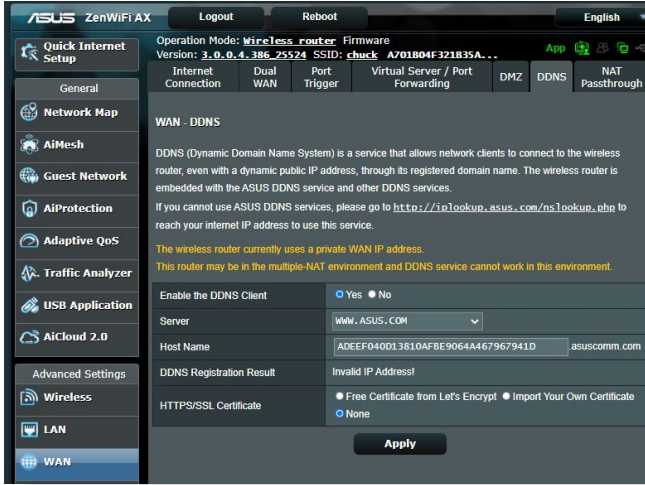 ASUS ZenWiFi AX Logout Reboot English
Quick Internet Setup
Operation Mode: Wireless router Firmware
Version: 3.0.0.4.386_25524 SSID: chuck A701B04F321B35A...
App
Internet Connection
Dual WAN
Port Trigger
Virtual Server / Port Forwarding
DMZ
DDNS
NAT Passthrough
General
Network Map
AiMesh
Guest Network
AiProtection
Adaptive QoS
Traffic Analyzer
USB Application
AiCloud 2.0
Advanced Settings
Wireless
LAN
WAN
WAN - DDNS
DDNS (Dynamic Domain Name System) is a service that allows network clients to connect to the wireless
router, even with a dynamic public IP address, through its registered domain name. The wireless router is
embedded with the ASUS DDNS service and other DDNS services.
If you cannot use ASUS DDNS services, please go to http://iplookup.asus.com/nslookup.php to
reach your internet IP address to use this service.
The wireless router currently uses a private WAN IP address.
This router may be in the multiple-NAT environment and DDNS service cannot work in this environment.
Enable the DDNS Client Yes No
Server WWW.ASUS.COM
Host Name ADEEF040D13810AFBE9064A467967941D .asuscomm.com
DDNS Registration Result Invalid IP Address!
HTTPS/SSL Certificate Free Certificate from Let's Encrypt Import Your Own Certificate
None
Apply